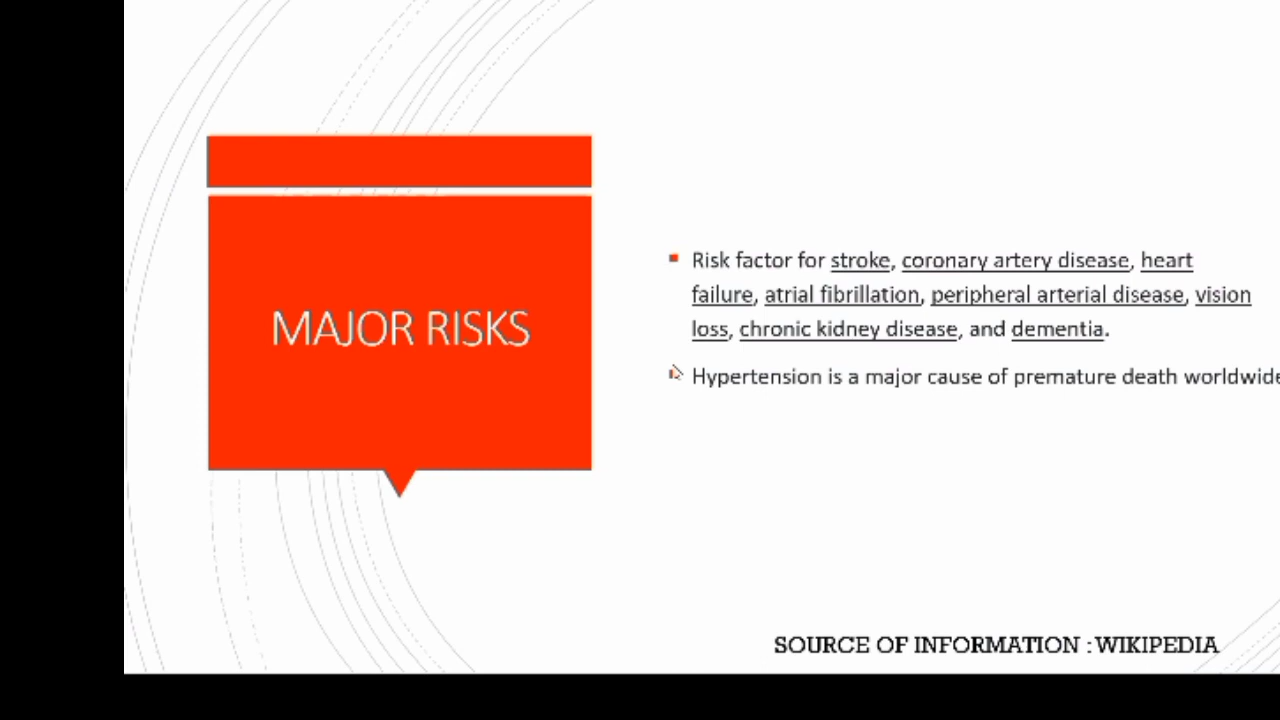 MAJOR RISKS
Risk factor for stroke, coronary artery disease, heart
failure, atrial fibrillation, peripheral arterial disease, vision
loss, chronic kidney disease, and dementia.
Hypertension is a major cause of premature death worldwide
SOURCE OF INFORMATION : WIKIPEDIA